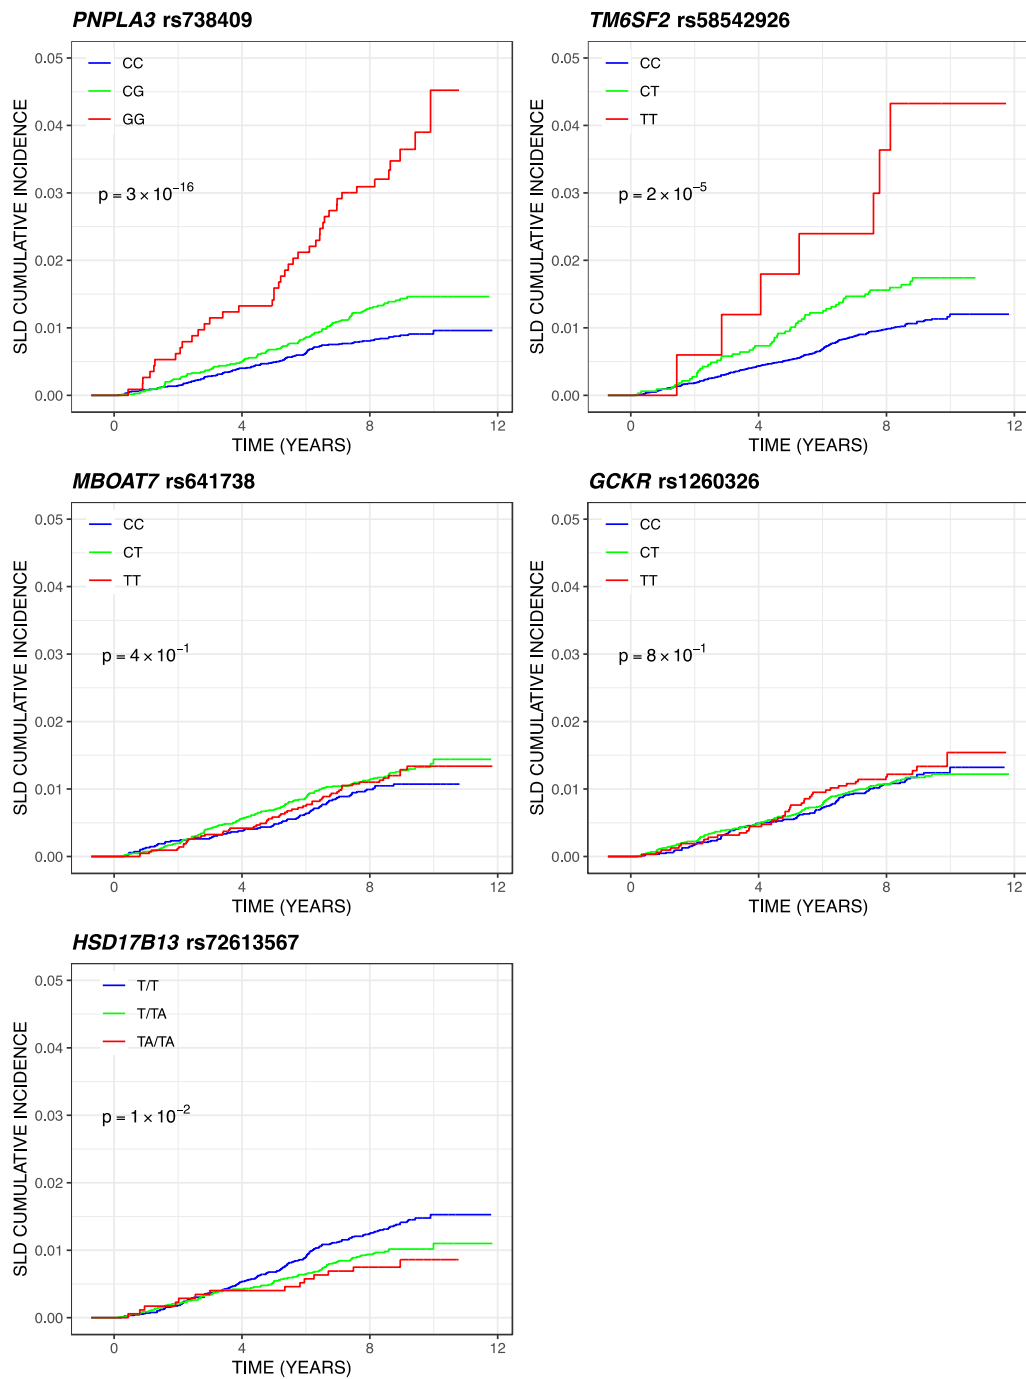 PNPLA3 rs738409
SLD CUMULATIVE INCIDENCE
0.05
0.04
0.03
0.02
0.01
0.00
CC
CG
GG
p = 3 × 10⁻¹⁶
0 4 8 12
TIME (YEARS)
TM6SF2 rs58542926
SLD CUMULATIVE INCIDENCE
0.05
0.04
0.03
0.02
0.01
0.00
CC
CT
TT
p = 2 × 10⁻⁵
0 4 8 12
TIME (YEARS)
MBOAT7 rs641738
SLD CUMULATIVE INCIDENCE
0.05
0.04
0.03
0.02
0.01
0.00
CC
CT
TT
p = 4 × 10⁻¹
0 4 8 12
TIME (YEARS)
GCKR rs1260326
SLD CUMULATIVE INCIDENCE
0.05
0.04
0.03
0.02
0.01
0.00
CC
CT
TT
p = 8 × 10⁻¹
0 4 8 12
TIME (YEARS)
HSD17B13 rs72613567
SLD CUMULATIVE INCIDENCE
0.05
0.04
0.03
0.02
0.01
0.00
T/T
T/TA
TA/TA
p = 1 × 10⁻²
0 4 8 12
TIME (YEARS)